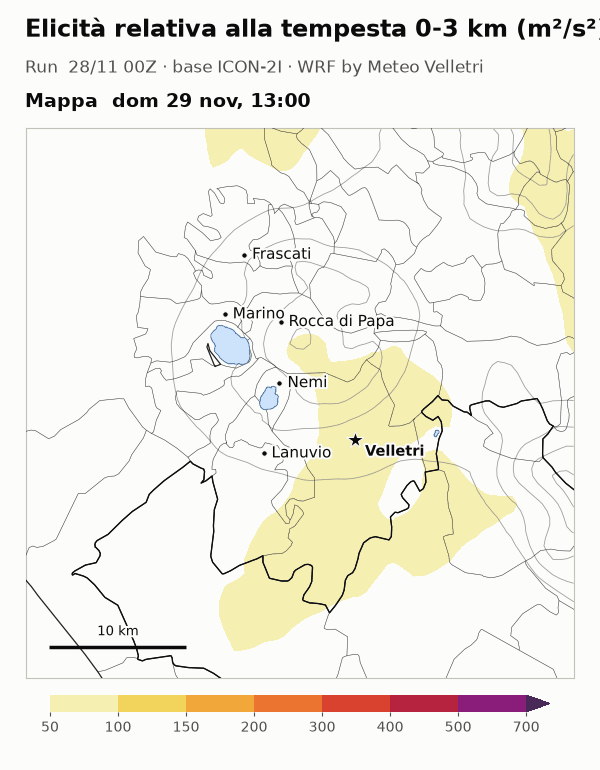 Elicità relativa alla tempesta 0-3 km (m²/s²)
Run 28/11 00Z · base ICON-2I · WRF by Meteo Velletri
Mappa dom 29 nov, 13:00
Frascati
Marino
Rocca di Papa
Nemi
Velletri
Lanuvio
10 km
50 100 150 200 300 400 500 700